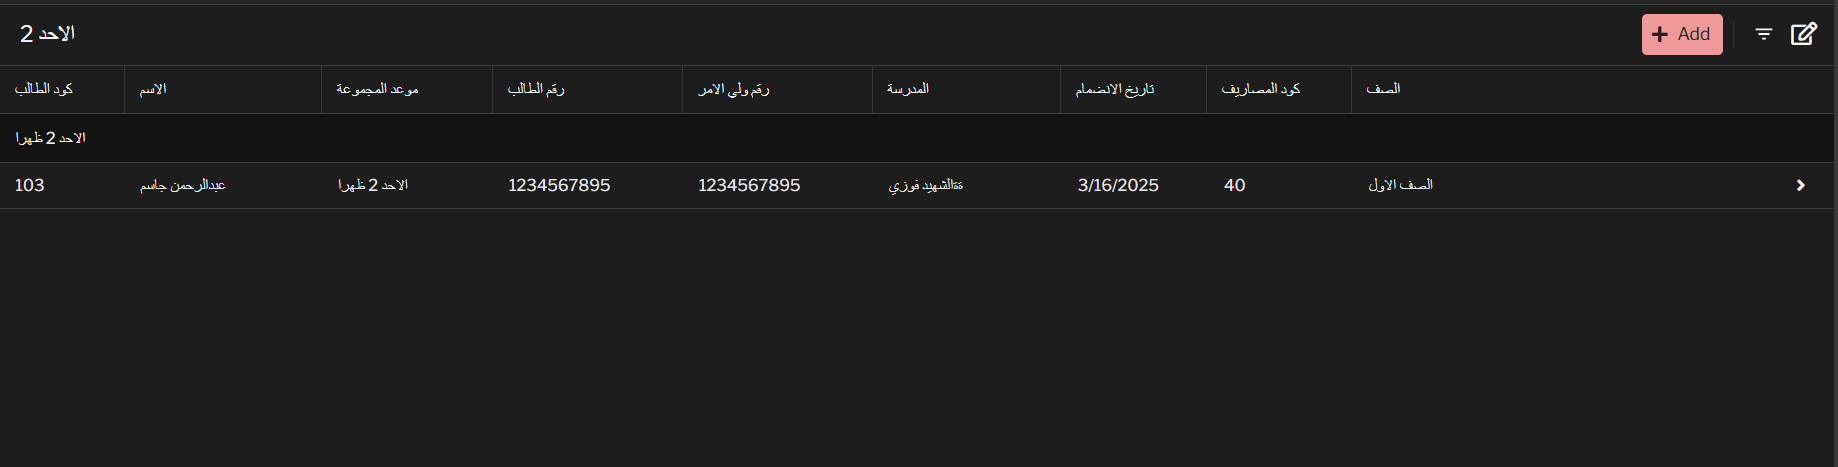 الاحد 2
Add
كود الطالب
الاسم
موعد المجموعة
رقم الطالب
رقم ولي الامر
المدرسة
تاريخ الانضمام
كود المصاريف
الصف
الاحد 2 ظهرا
103
عبدالرحمن جاسم
الاحد 2 ظهرا
1234567895
1234567895
ةةالشهيد فوزي
3/16/2025
40
الصف الاول